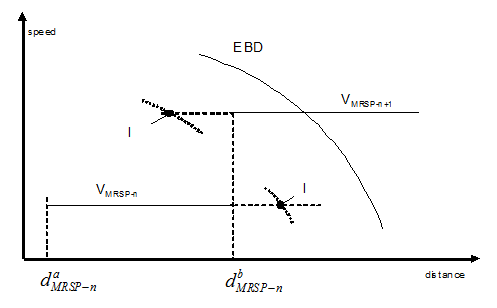 speed
EBD
V_MRSP-n+1
I
V_MRSP-n
I
d^a_MRSP-n
d^b_MRSP-n
distance